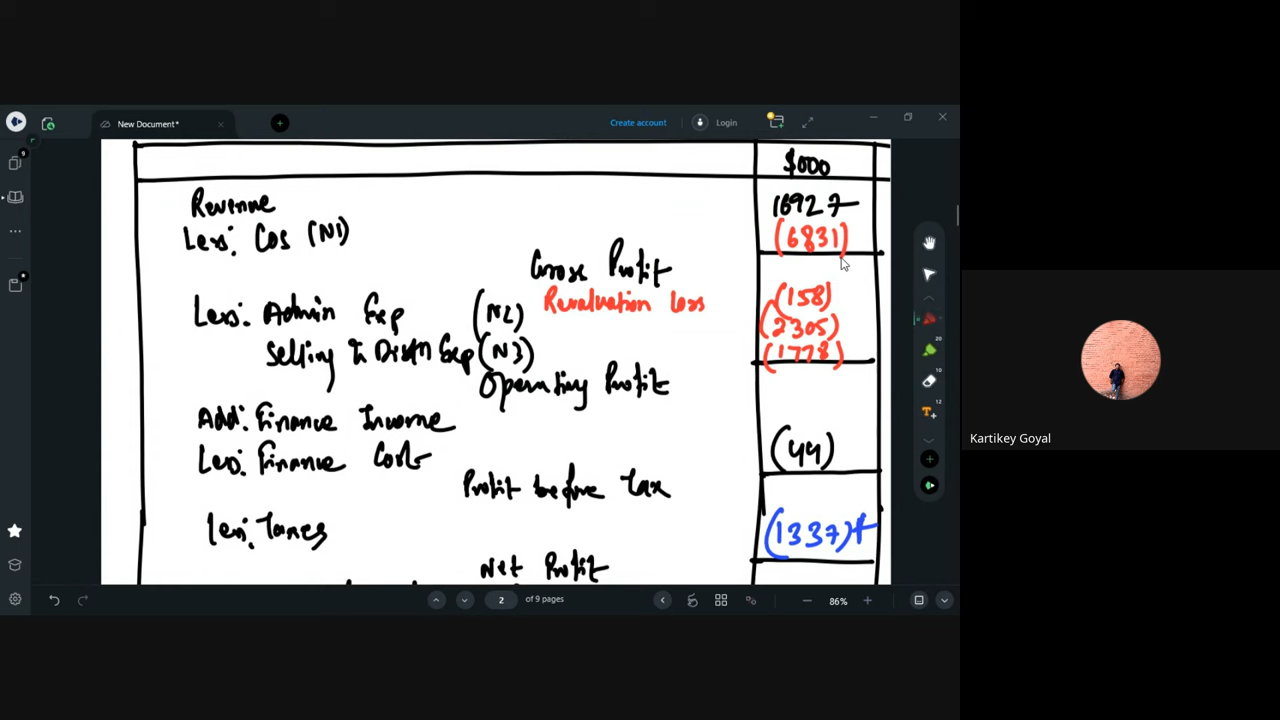 New Document*
Create account
Login
$000
Revenue 16927
Less: Cos (N1) (6831)
Gross Profit
Revaluation Loss (158)
Less: Admin Exp (N2) (2305)
Selling & Distn Exp (N3) (1778)
Operating Profit
Add: Finance Income
Less: Finance Cost (44)
Profit before Tax
Less: Taxes (1337)
Net Profit
2 of 9 pages
86%
Kartikey Goyal